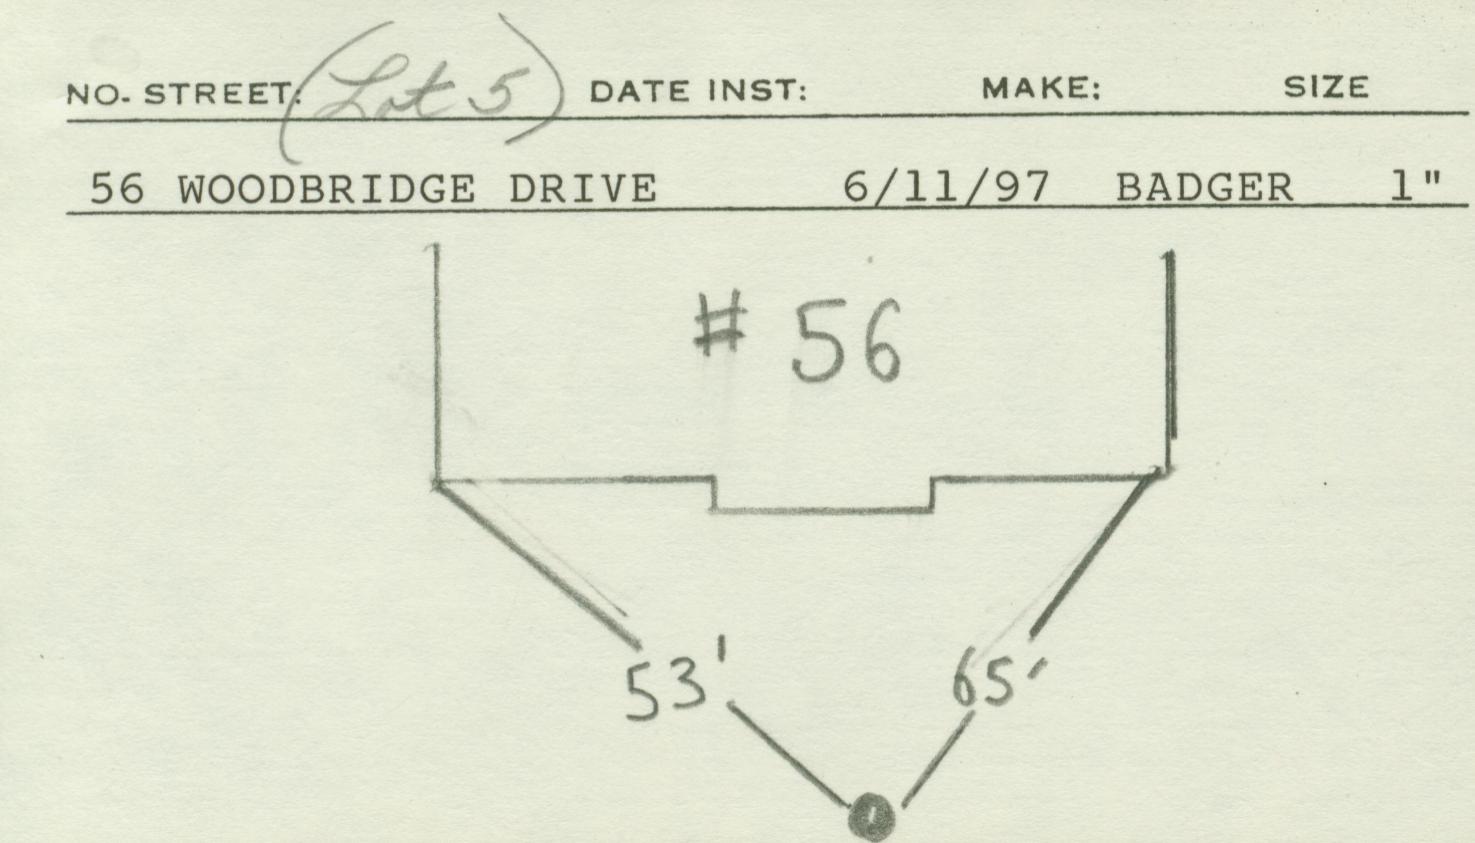 NO. STREET: (Lot 5) DATE INST: MAKE: SIZE
56 WOODBRIDGE DRIVE 6/11/97 BADGER 1"
# 56
53' 65'